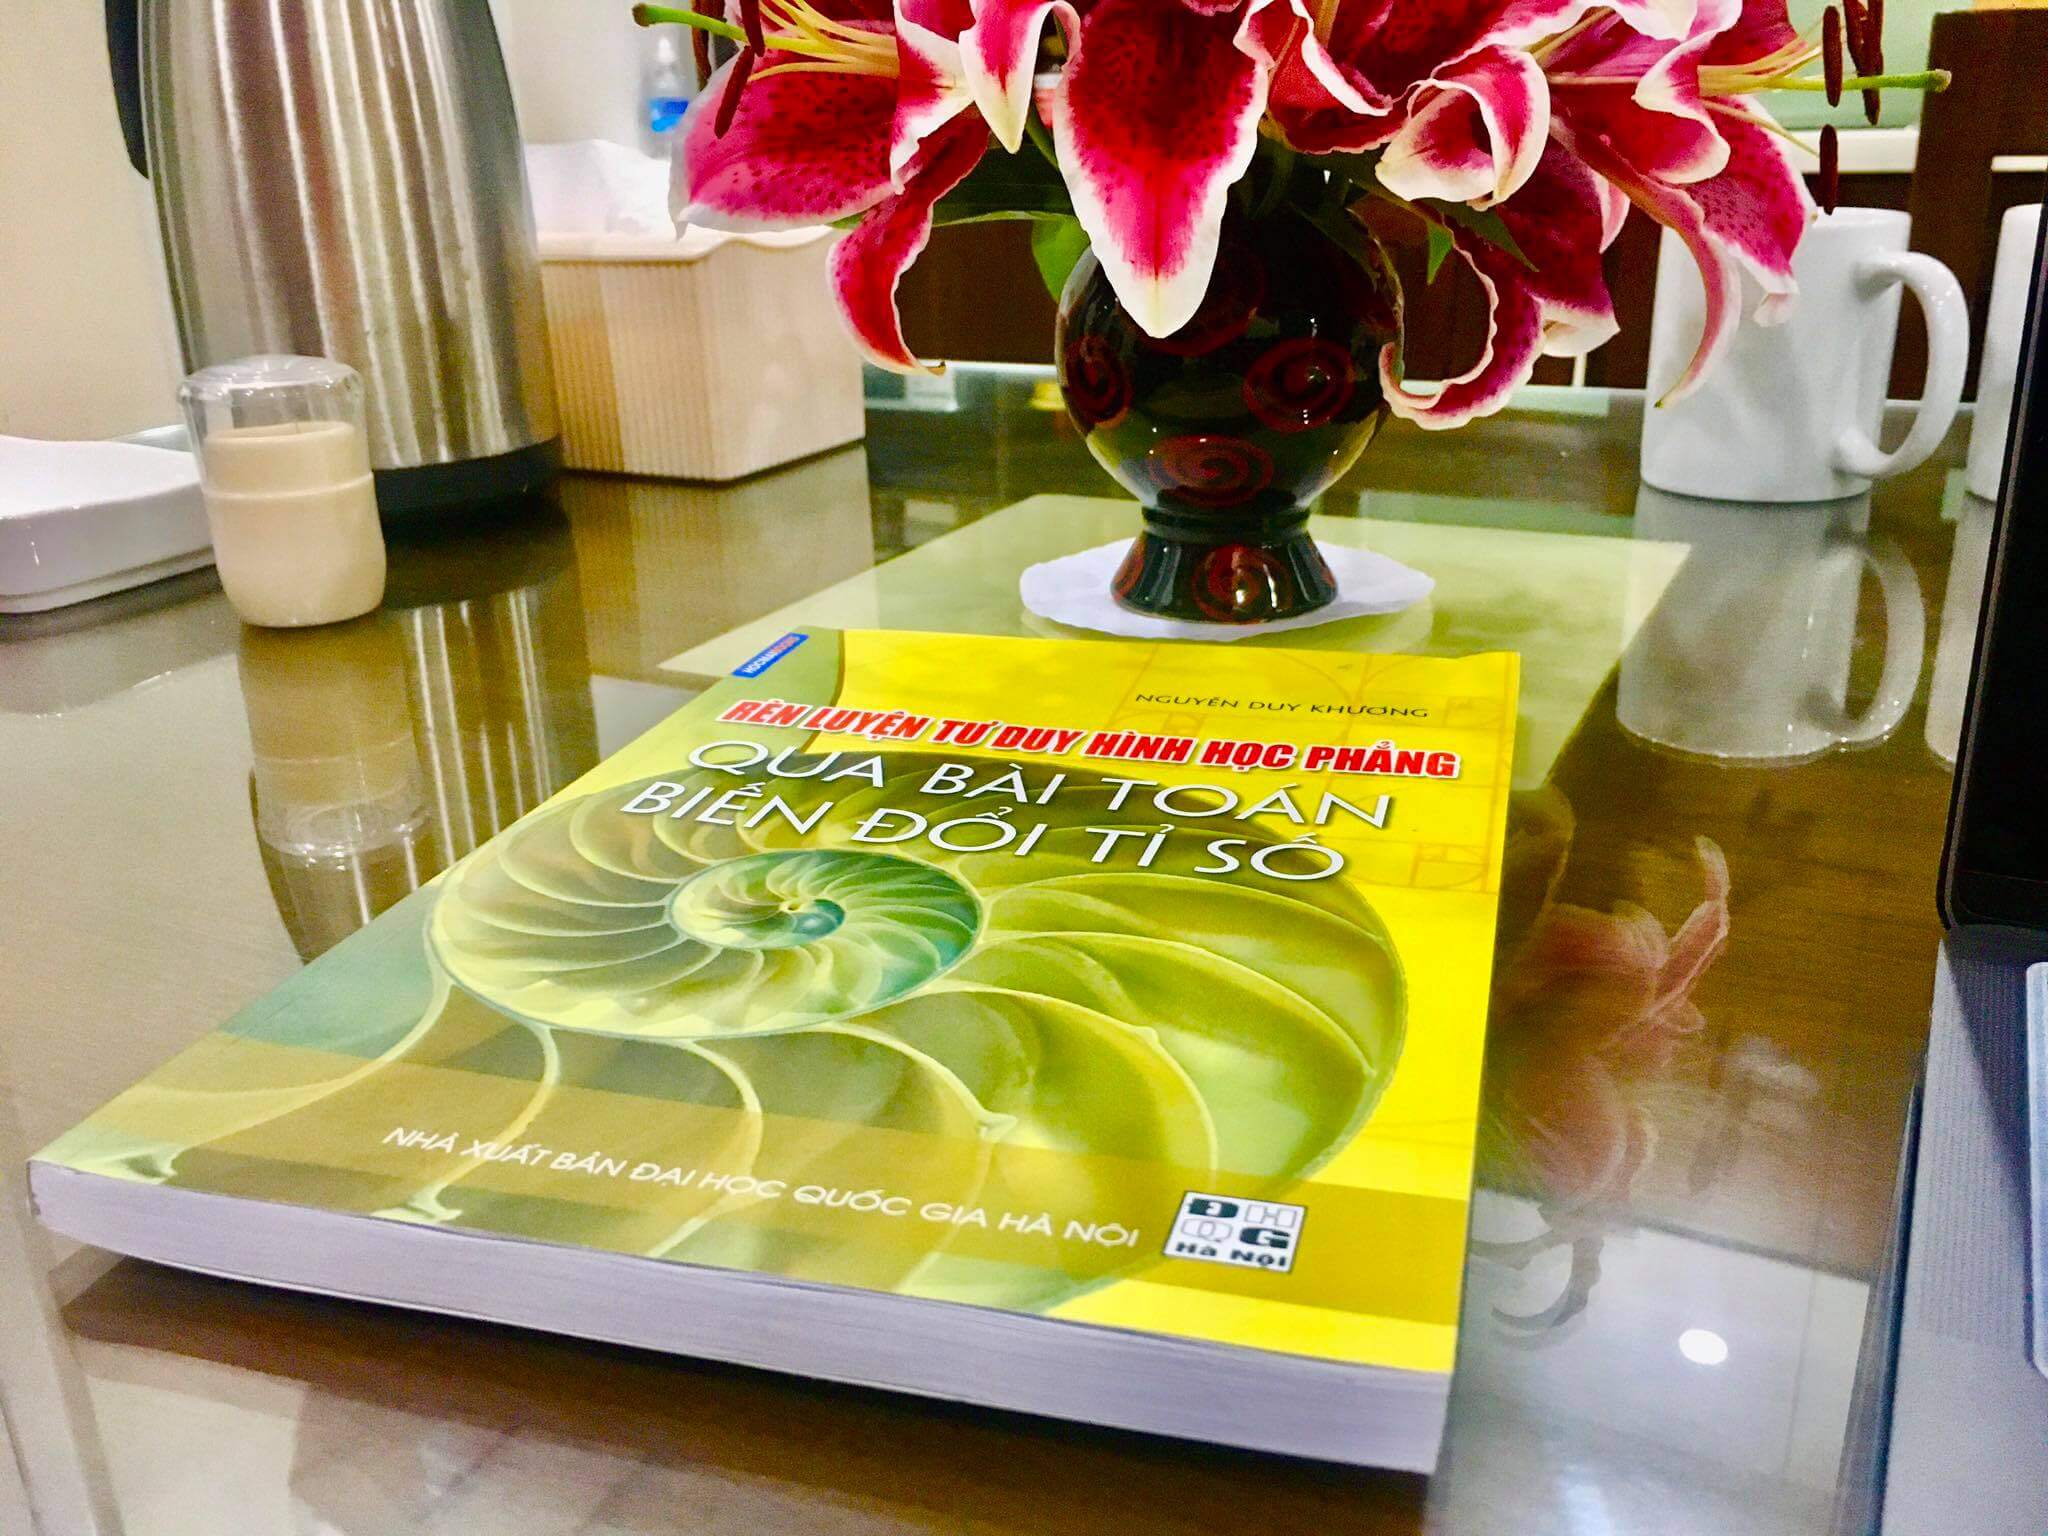 HOCMAIBOOKS
NGUYỄN DUY KHƯƠNG
RÈN LUYỆN TƯ DUY HÌNH HỌC PHẲNG
QUA BÀI TOÁN
BIẾN ĐỔI TỈ SỐ
NHÀ XUẤT BẢN ĐẠI HỌC QUỐC GIA HÀ NỘI
ĐH
QG
Hà Nội